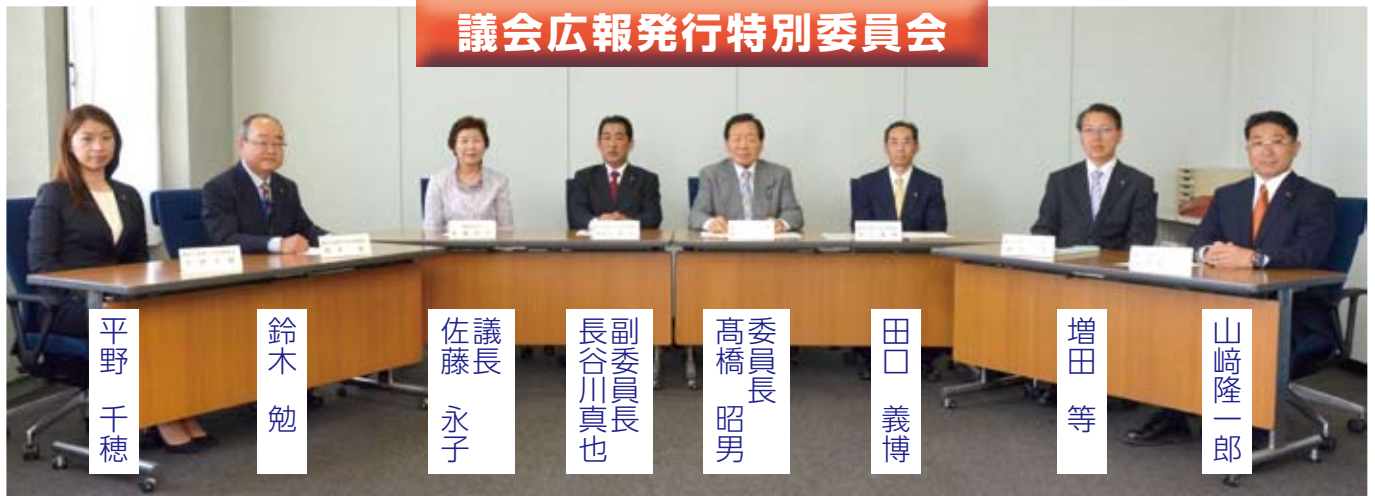 議会広報発行特別委員会
平野 千穂
鈴木 勉
議長
佐藤 永子
副委員長
長谷川真也
委員長
髙橋 昭男
田口 義博
増田 等
山﨑隆一郎